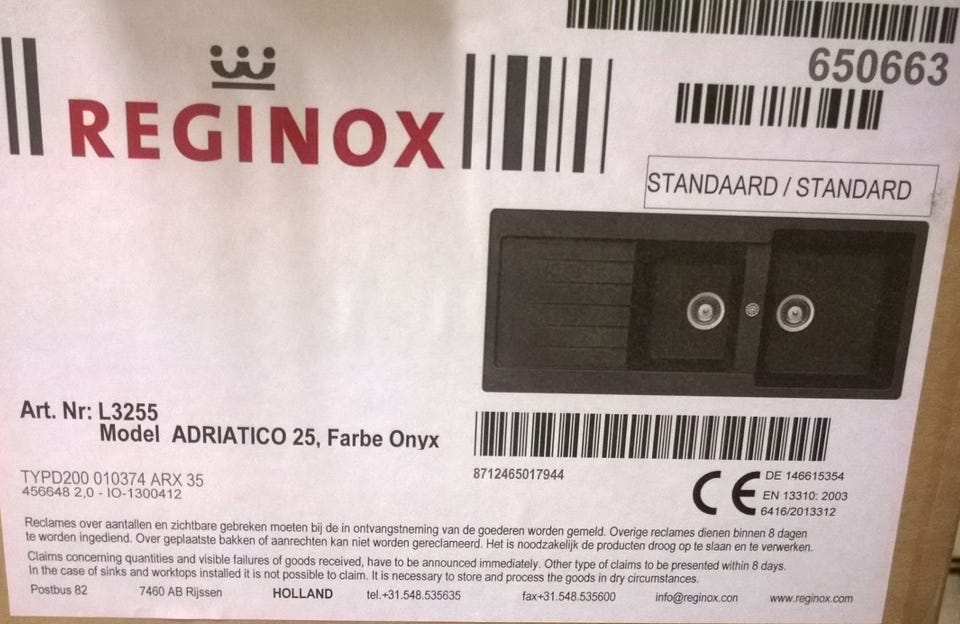 650663
REGINOX
STANDAARD / STANDARD
Art. Nr: L3255
Model ADRIATICO 25, Farbe Onyx
8712465017944
TYPD200 010374 ARX 35
456648 2,0 - IO-1300412
CE
DE 146615354
EN 13310: 2003
6416/2013312
Reclames over aantallen en zichtbare gebreken moeten bij de in ontvangstneming van de goederen worden gemeld. Overige reclames dienen binnen 8 dagen
te worden ingediend. Over geplaatste bakken of aanrechten kan niet worden gereclameerd. Het is noodzakelijk de producten droog op te slaan en te verwerken.
Claims concerning quantities and visible failures of goods received, have to be announced immediately. Other type of claims to be presented within 8 days.
In the case of sinks and worktops installed it is not possible to claim. It is necessary to store and process the goods in dry circumstances.
Postbus 82 7460 AB Rijssen HOLLAND tel.+31.548.535635 fax+31.548.535600 info@reginox.con www.reginox.com